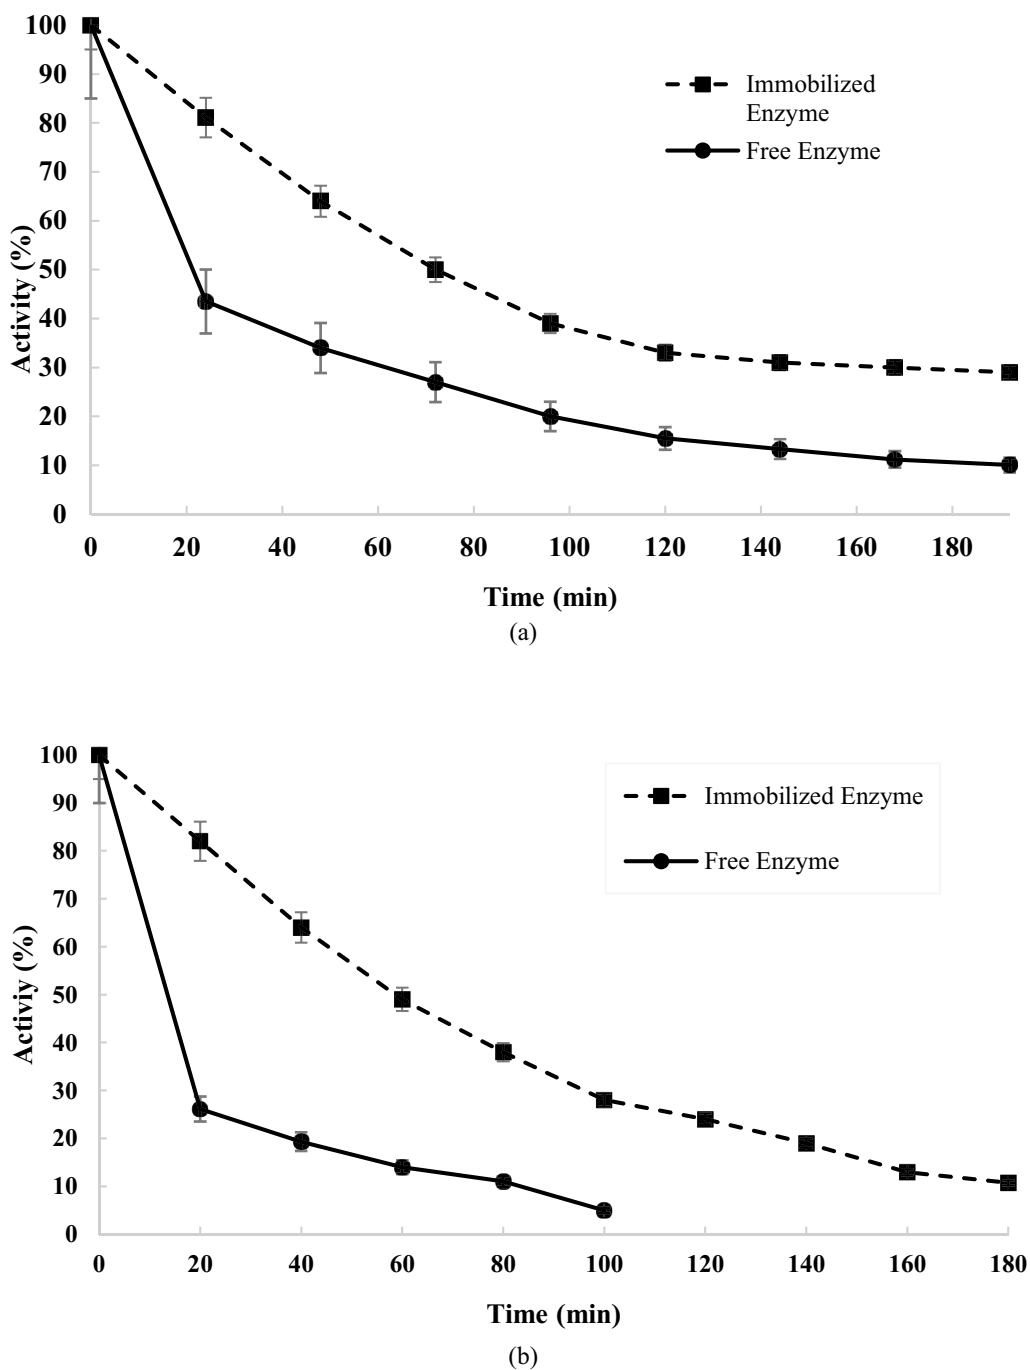 100
90
80
70
60
50
40
30
20
10
0
Activity (%)
Immobilized
Enzyme
Free Enzyme
0 20 40 60 80 100 120 140 160 180
Time (min)
(a)
100
90
80
70
60
50
40
30
20
10
0
Activiy (%)
Immobilized Enzyme
Free Enzyme
0 20 40 60 80 100 120 140 160 180
Time (min)
(b)